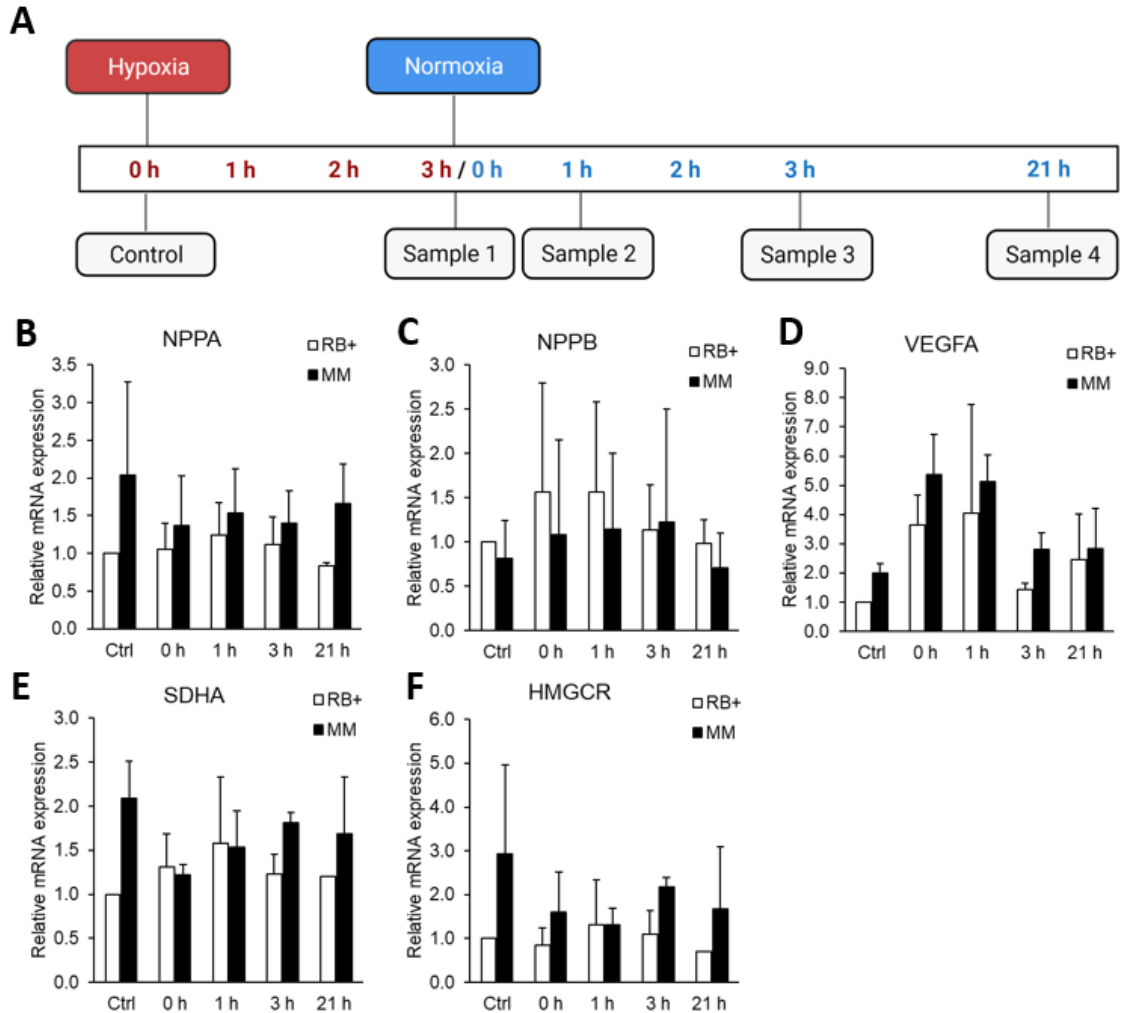 A
Hypoxia
Normoxia
0 h
1 h
2 h
3 h / 0 h
1 h
2 h
3 h
21 h
Control
Sample 1
Sample 2
Sample 3
Sample 4
B
NPPA
RB+
MM
Relative mRNA expression
3.5
3.0
2.5
2.0
1.5
1.0
0.5
0.0
Ctrl 0 h 1 h 3 h 21 h
C
NPPB
RB+
MM
Relative mRNA expression
3.0
2.5
2.0
1.5
1.0
0.5
0.0
Ctrl 0 h 1 h 3 h 21 h
D
VEGFA
RB+
MM
Relative mRNA expression
9.0
8.0
7.0
6.0
5.0
4.0
3.0
2.0
1.0
0.0
Ctrl 0 h 1 h 3 h 21 h
E
SDHA
RB+
MM
Relative mRNA expression
3.0
2.5
2.0
1.5
1.0
0.5
0.0
Ctrl 0 h 1 h 3 h 21 h
F
HMGCR
RB+
MM
Relative mRNA expression
6.0
5.0
4.0
3.0
2.0
1.0
0.0
Ctrl 0 h 1 h 3 h 21 h